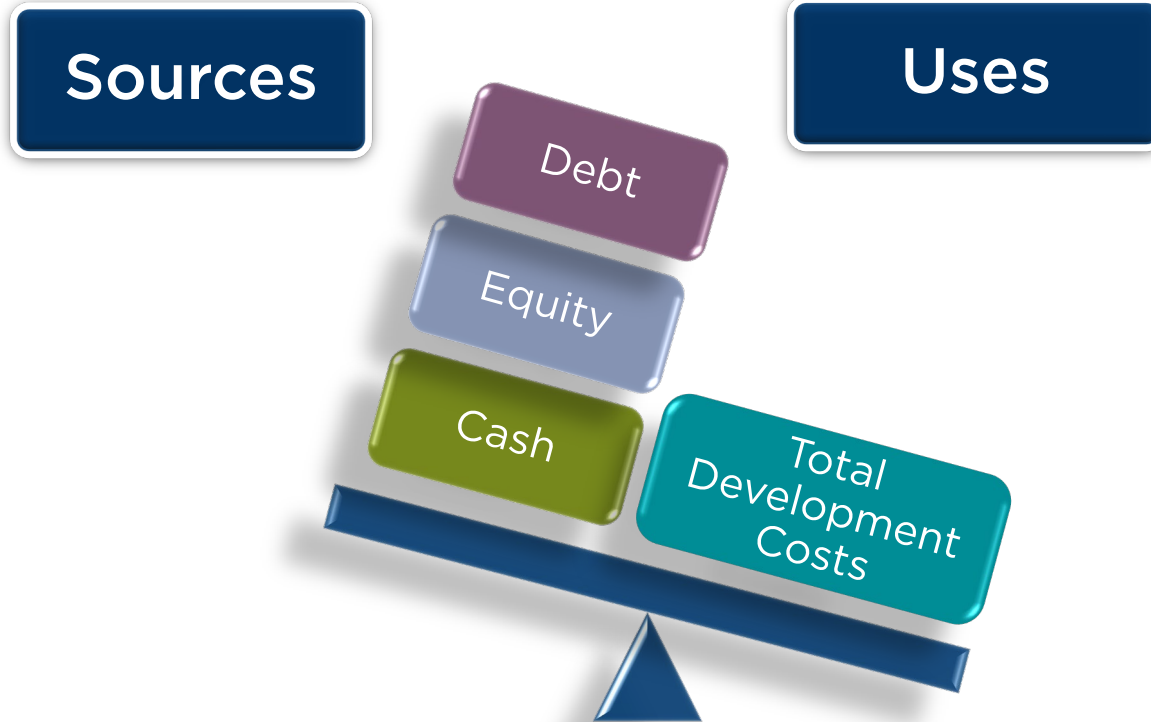 Sources
Uses
Debt
Equity
Cash
Total
Development
Costs